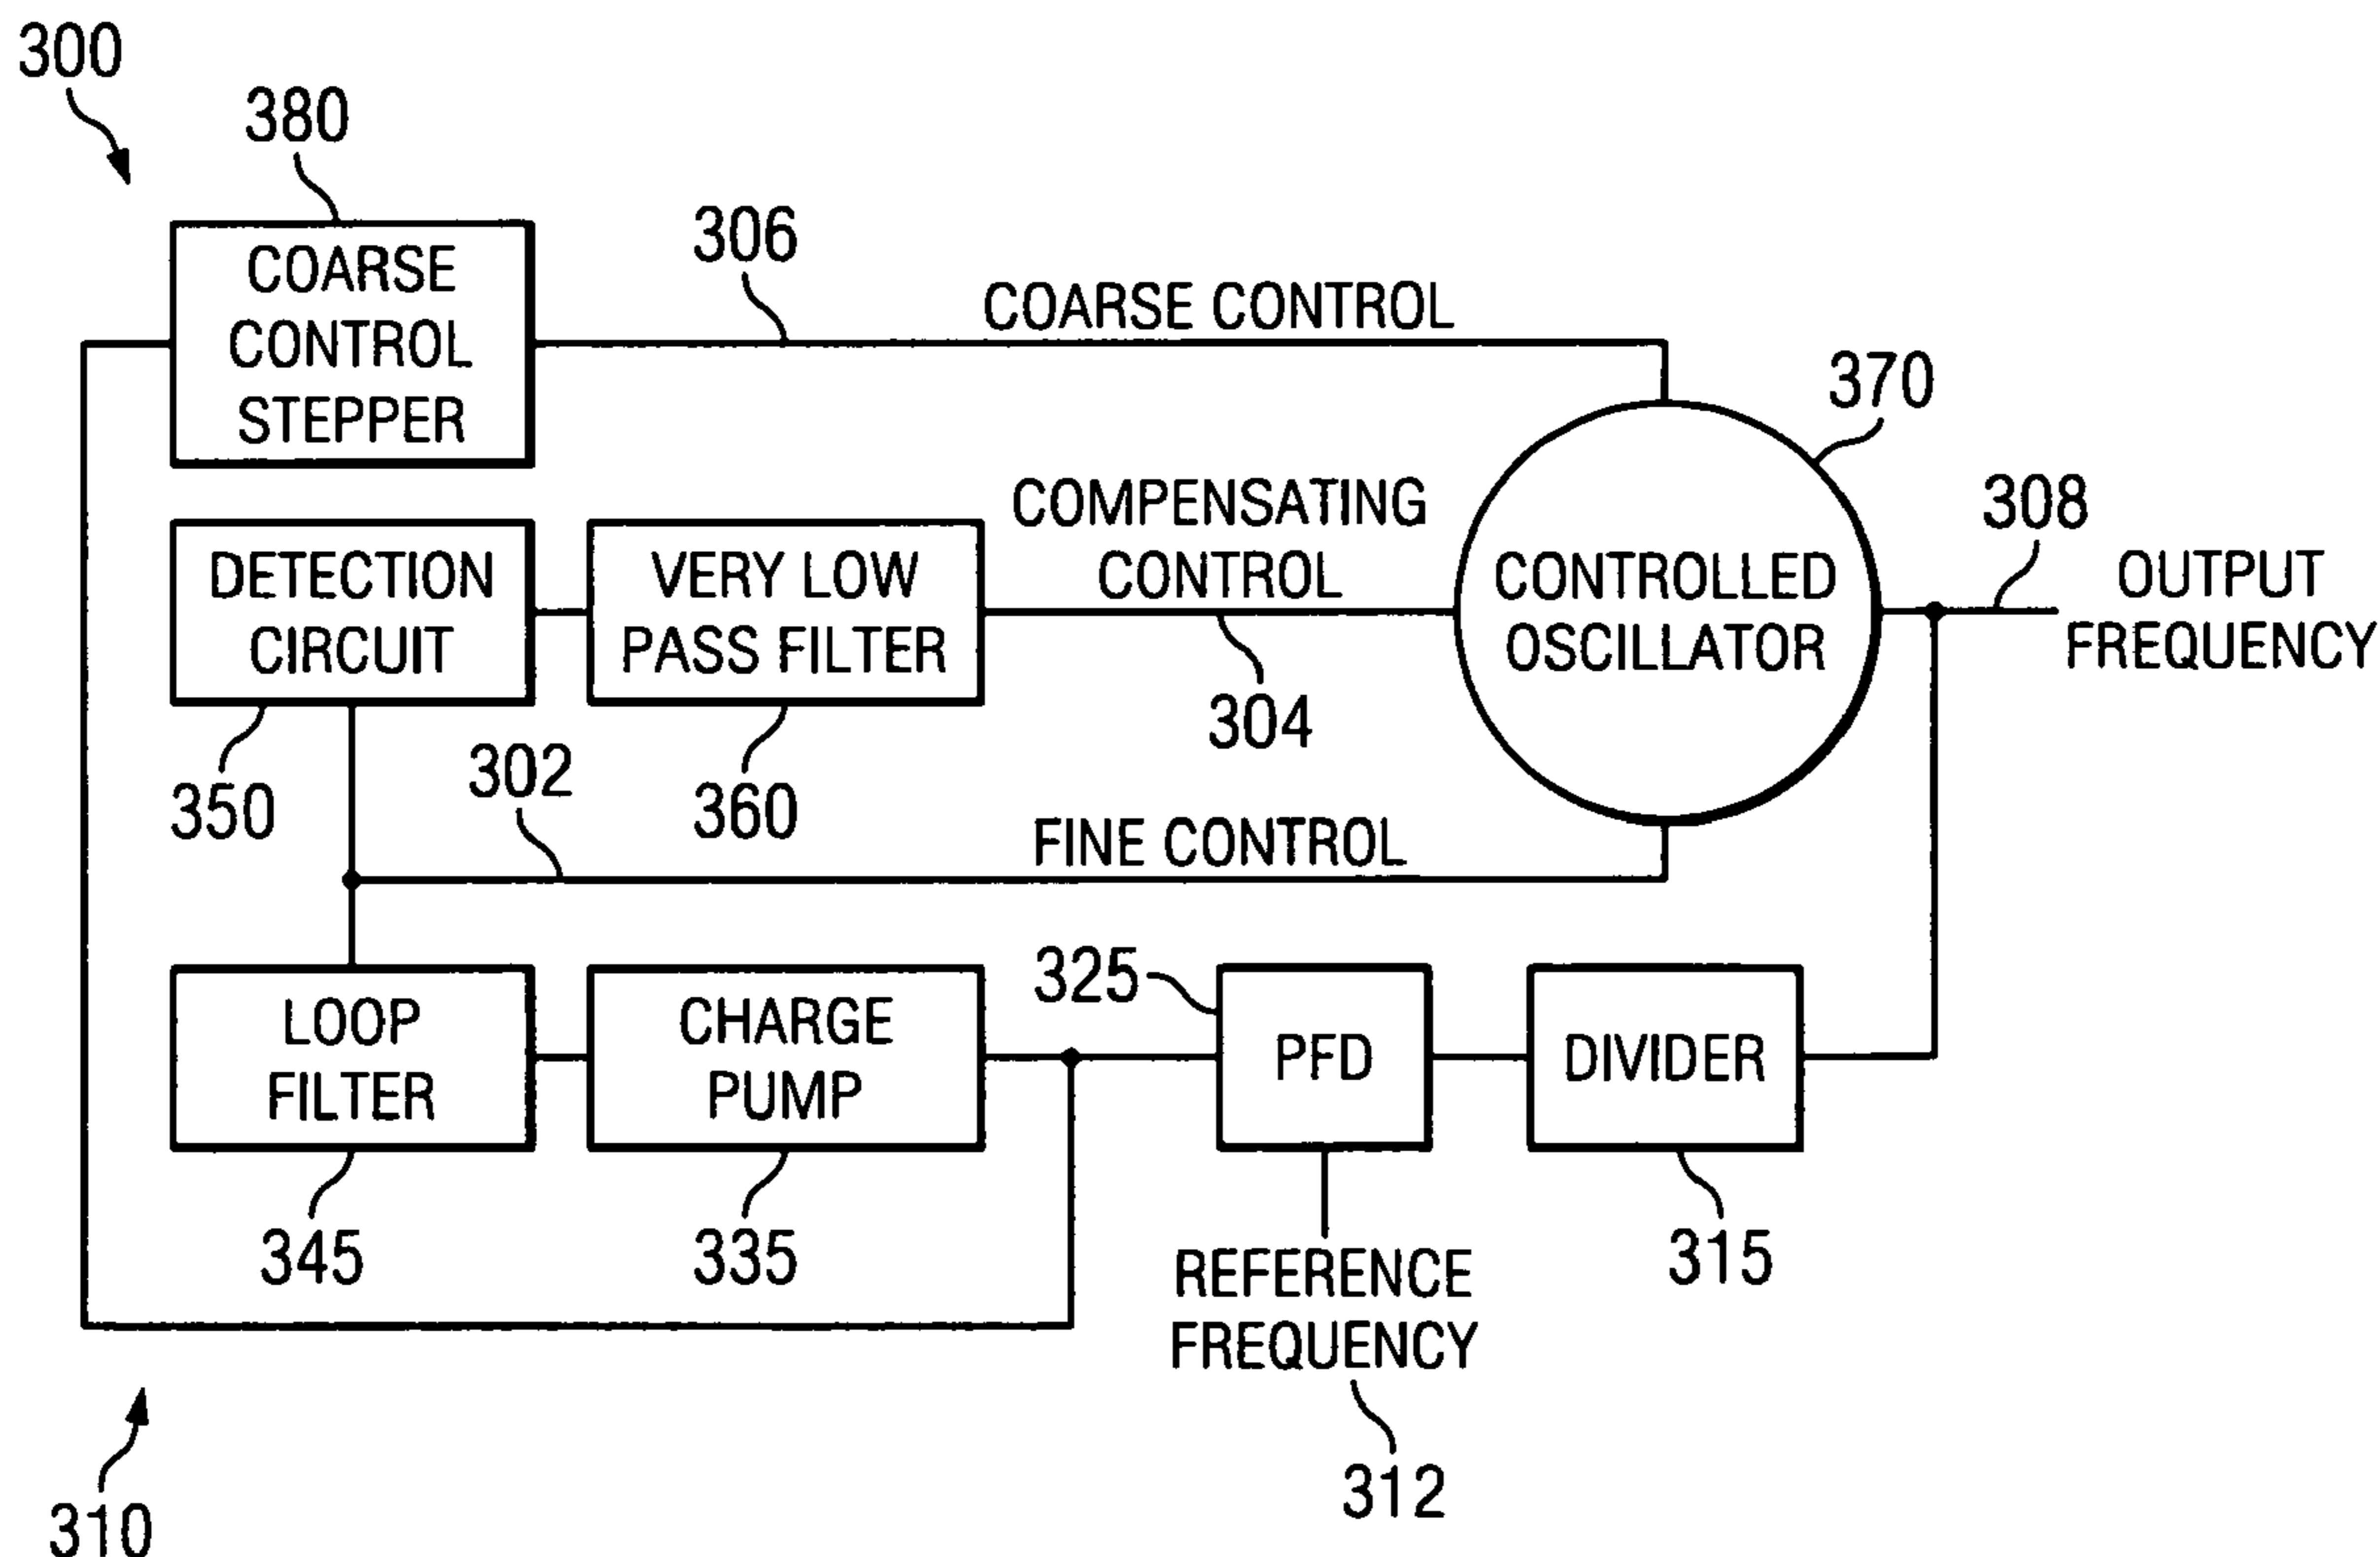 300
380
COARSE
CONTROL
STEPPER
306
COARSE CONTROL
370
DETECTION
CIRCUIT
350
VERY LOW
PASS FILTER
360
COMPENSATING
CONTROL
304
CONTROLLED
OSCILLATOR
308
OUTPUT
FREQUENCY
302
FINE CONTROL
LOOP
FILTER
345
CHARGE
PUMP
335
325
PFD
DIVIDER
315
REFERENCE
FREQUENCY
312
310